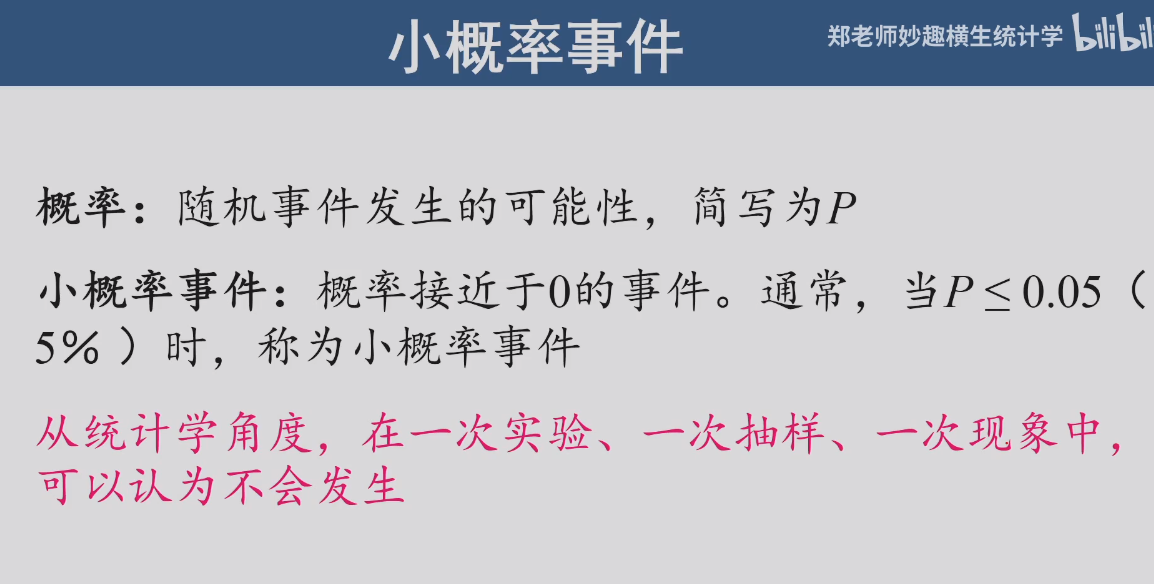 小概率事件
郑老师妙趣横生统计学 bilibili
概率：随机事件发生的可能性，简写为P
小概率事件：概率接近于0的事件。通常，当P ≤ 0.05（
5% ）时，称为小概率事件
从统计学角度，在一次实验、一次抽样、一次现象中，
可以认为不会发生